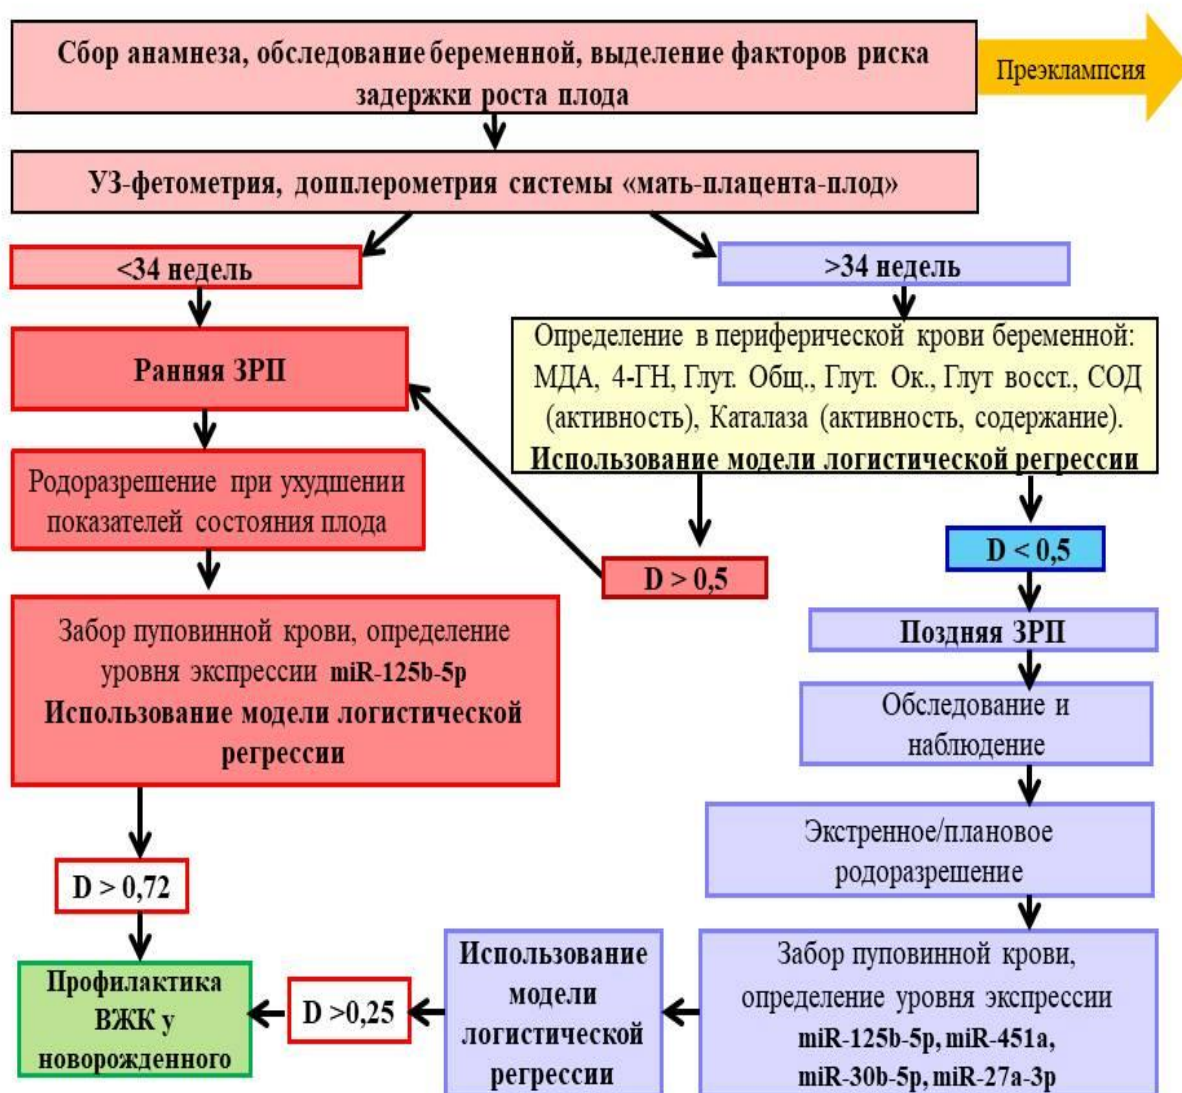 Сбор анамнеза, обследование беременной, выделение факторов риска
задержки роста плода
Преэклампсия
УЗ-фетометрия, допплерометрия системы «мать-плацента-плод»
<34 недель
>34 недель
Ранняя ЗРП
Определение в периферической крови беременной:
МДА, 4-ГН, Глут. Общ., Глут. Ок., Глут восст., СОД
(активность), Каталаза (активность, содержание).
Использование модели логистической регрессии
Родоразрешение при ухудшении
показателей состояния плода
D > 0,5
D < 0,5
Забор пуповинной крови, определение
уровня экспрессии miR-125b-5p
Использование модели логистической
регрессии
Поздняя ЗРП
Обследование и
наблюдение
Экстренное/плановое
родоразрешение
D > 0,72
Забор пуповинной крови,
определение уровня экспрессии
miR-125b-5p, miR-451a,
miR-30b-5p, miR-27a-3p
Использование
модели
логистической
регрессии
D >0,25
Профилактика
ВЖК у
новорожденного